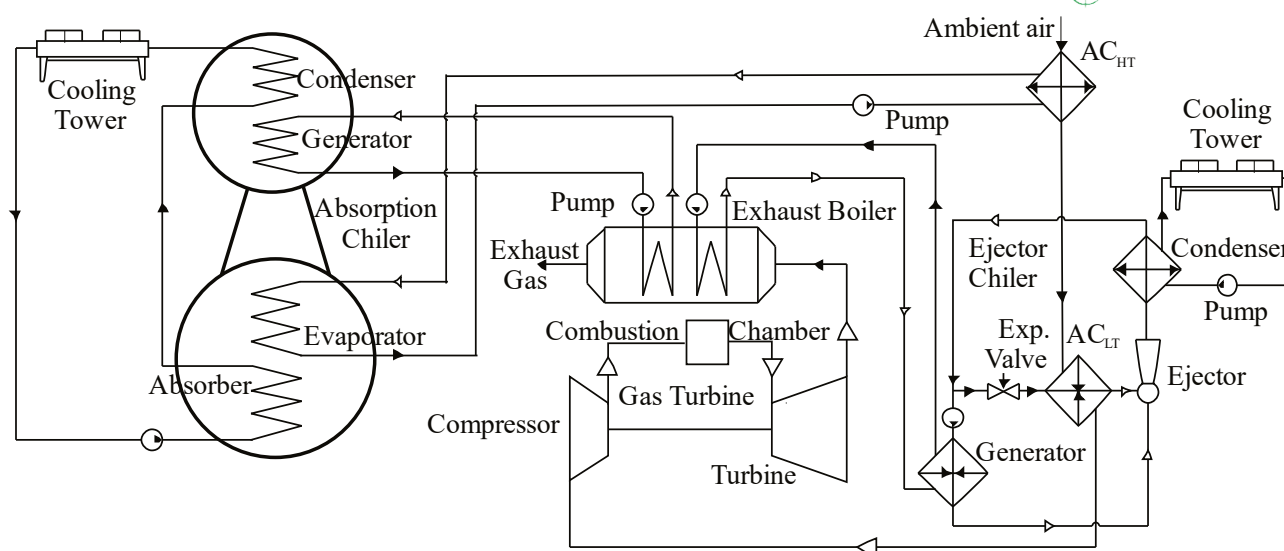 Ambient air
AC_HT
Cooling
Tower
Condenser
Generator
Pump
Cooling
Tower
Absorption
Chiler
Pump
Exhaust Boiler
Exhaust
Gas
Ejector
Chiler
Condenser
Pump
Evaporator
Absorber
Combustion Chamber
Exp.
Valve
AC_LT
Ejector
Gas Turbine
Compressor
Turbine
Generator